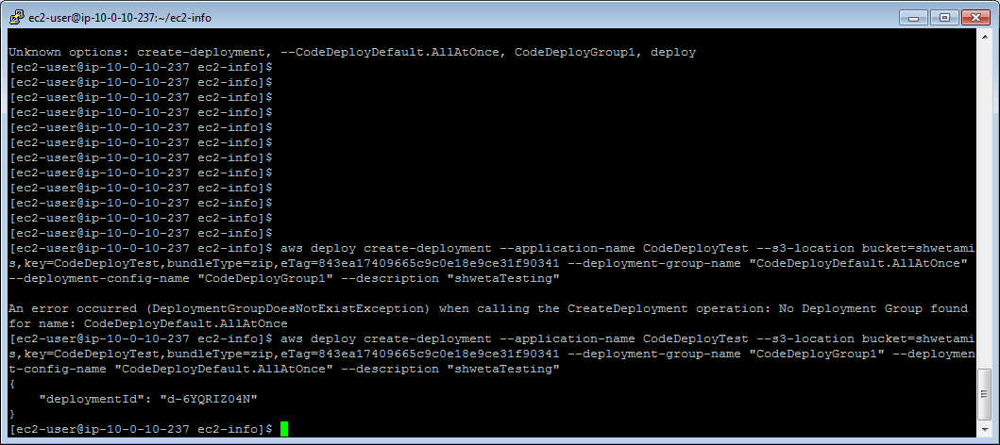 ec2-user@ip-10-0-10-237:~/ec2-info
Unknown options: create-deployment, --CodeDeployDefault.AllAtOnce, CodeDeployGroup1, deploy
[ec2-user@ip-10-0-10-237 ec2-info]$
[ec2-user@ip-10-0-10-237 ec2-info]$
[ec2-user@ip-10-0-10-237 ec2-info]$
[ec2-user@ip-10-0-10-237 ec2-info]$
[ec2-user@ip-10-0-10-237 ec2-info]$
[ec2-user@ip-10-0-10-237 ec2-info]$
[ec2-user@ip-10-0-10-237 ec2-info]$
[ec2-user@ip-10-0-10-237 ec2-info]$
[ec2-user@ip-10-0-10-237 ec2-info]$
[ec2-user@ip-10-0-10-237 ec2-info]$
[ec2-user@ip-10-0-10-237 ec2-info]$
[ec2-user@ip-10-0-10-237 ec2-info]$
[ec2-user@ip-10-0-10-237 ec2-info]$ aws deploy create-deployment --application-name CodeDeployTest --s3-location bucket=shwetami
s,key=CodeDeployTest,bundleType=zip,eTag=843ea17409665c9c0e18e9ce31f90341 --deployment-group-name "CodeDeployDefault.AllAtOnce"
--deployment-config-name "CodeDeployGroup1" --description "shwetaTesting"
An error occurred (DeploymentGroupDoesNotExistException) when calling the CreateDeployment operation: No Deployment Group found
for name: CodeDeployDefault.AllAtOnce
[ec2-user@ip-10-0-10-237 ec2-info]$ aws deploy create-deployment --application-name CodeDeployTest --s3-location bucket=shwetami
s,key=CodeDeployTest,bundleType=zip,eTag=843ea17409665c9c0e18e9ce31f90341 --deployment-group-name "CodeDeployGroup1" --deploymen
t-config-name "CodeDeployDefault.AllAtOnce" --description "shwetaTesting"
{
    "deploymentId": "d-6YQRIZ04N"
}
[ec2-user@ip-10-0-10-237 ec2-info]$